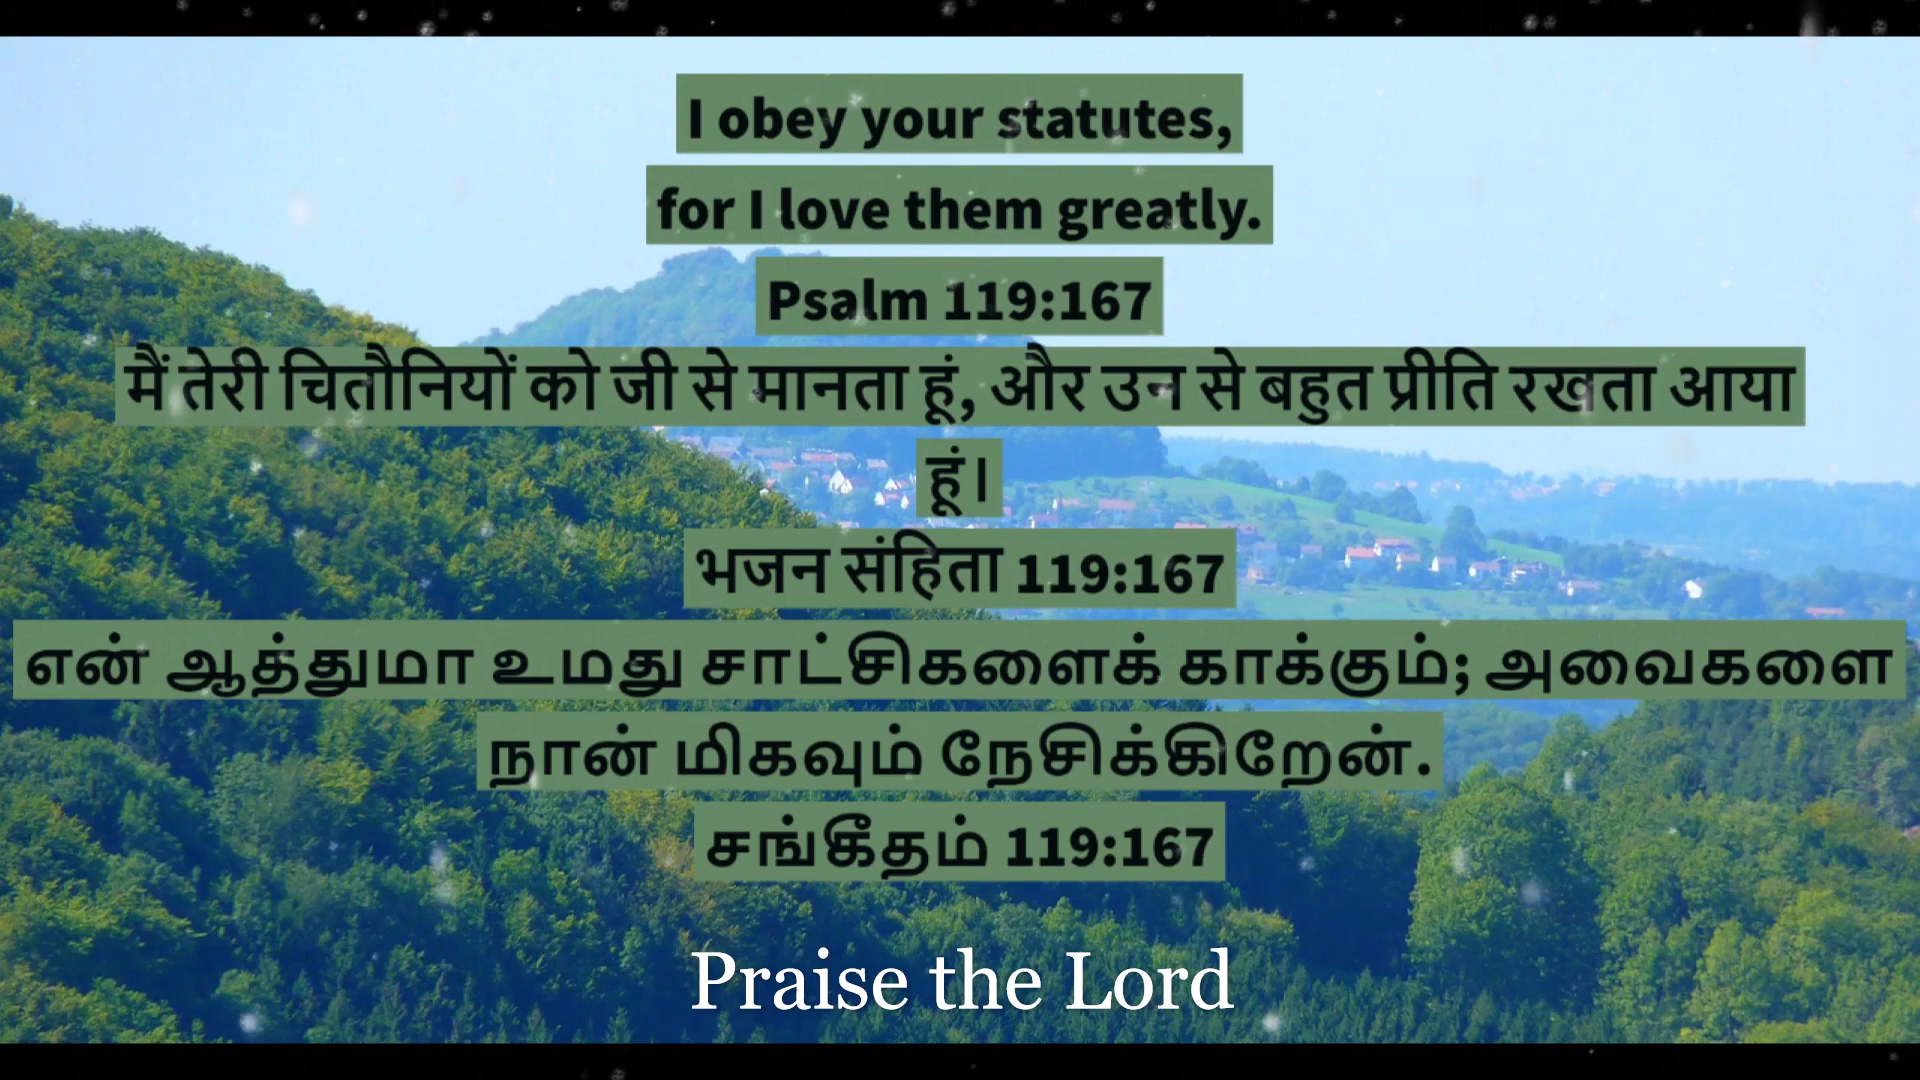 I obey your statutes,
for I love them greatly.
Psalm 119:167
मैं तेरी चितौनियों को जी से मानता हूं, और उन से बहुत प्रीति रखता आया
हूं।
भजन संहिता 119:167
என் ஆத்துமா உமது சாட்சிகளைக் காக்கும்; அவைகளை
நான் மிகவும் நேசிக்கிறேன்.
சங்கீதம் 119:167
Praise the Lord